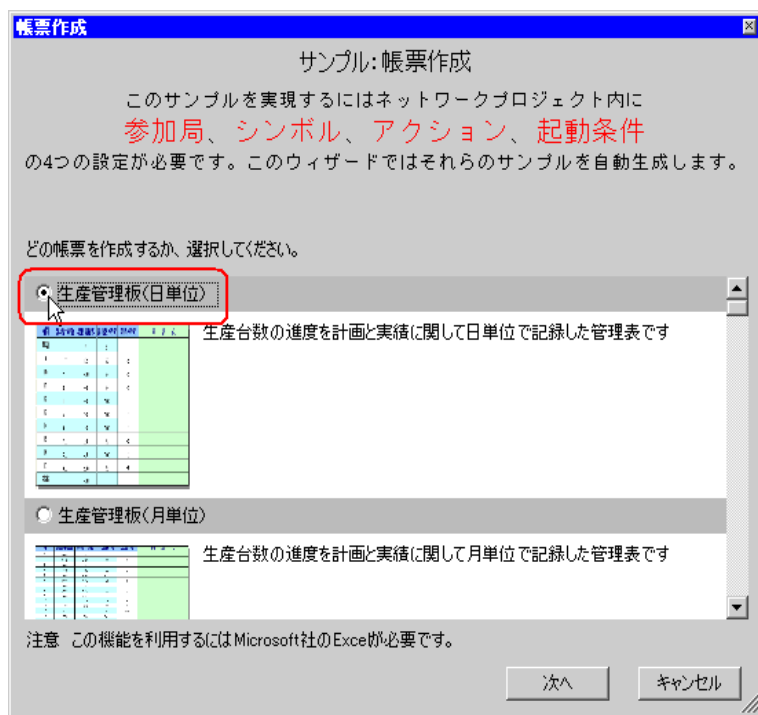 帳票作成
サンプル:帳票作成
このサンプルを実現するにはネットワークプロジェクト内に
参加局、シンボル、アクション、起動条件
の4つの設定が必要です。このウィザードではそれらのサンプルを自動生成します。
どの帳票を作成するか、選択してください。
生産管理板(日単位)
生産台数の進度を計画と実績に関して日単位で記録した管理表です
生産管理板(月単位)
生産台数の進度を計画と実績に関して月単位で記録した管理表です
注意 この機能を利用するにはMicrosoft社のExcelが必要です。
次へ
キャンセル